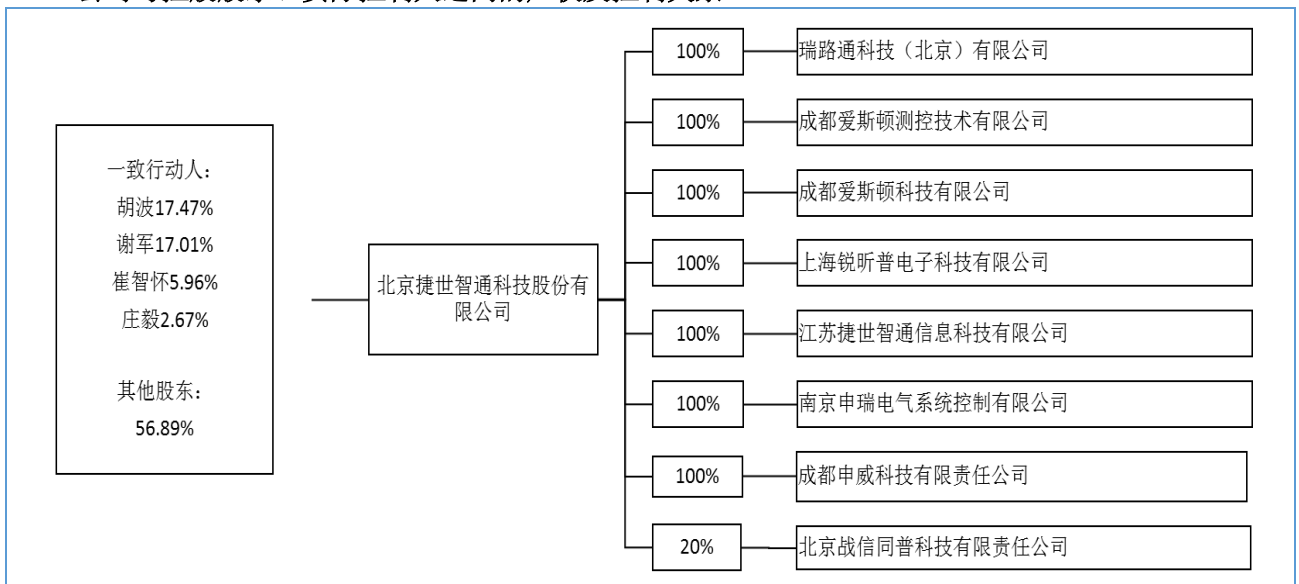 一致行动人：
胡波17.47%
谢军17.01%
崔智怀5.96%
庄毅2.67%
其他股东：
56.89%
北京捷世智通科技股份有
限公司
100%
瑞路通科技（北京）有限公司
100%
成都爱斯顿测控技术有限公司
100%
成都爱斯顿科技有限公司
100%
上海锐昕普电子科技有限公司
100%
江苏捷世智通信息科技有限公司
100%
南京申瑞电气系统控制有限公司
100%
成都申威科技有限责任公司
20%
北京战信同普科技有限责任公司